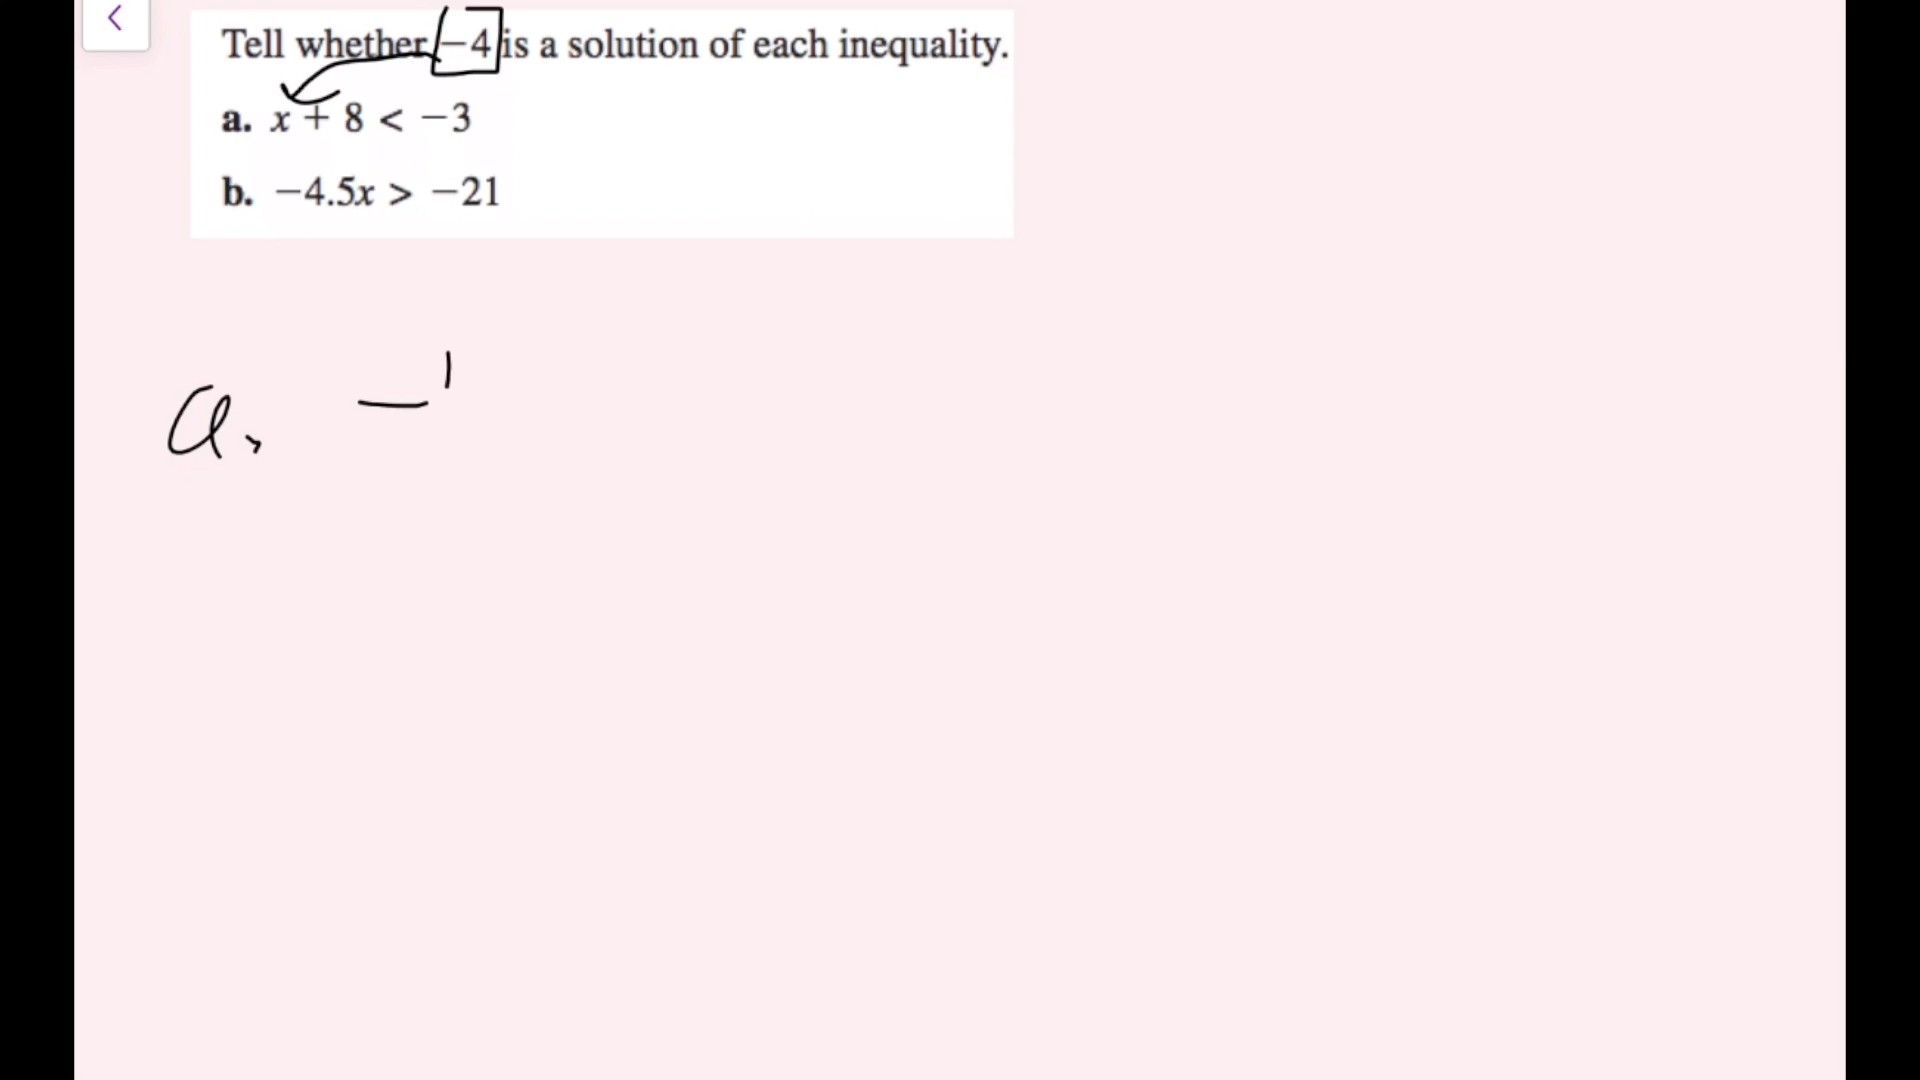 Tell whether −4 is a solution of each inequality.
a. x + 8 < −3
b. −4.5x > −21
a. −